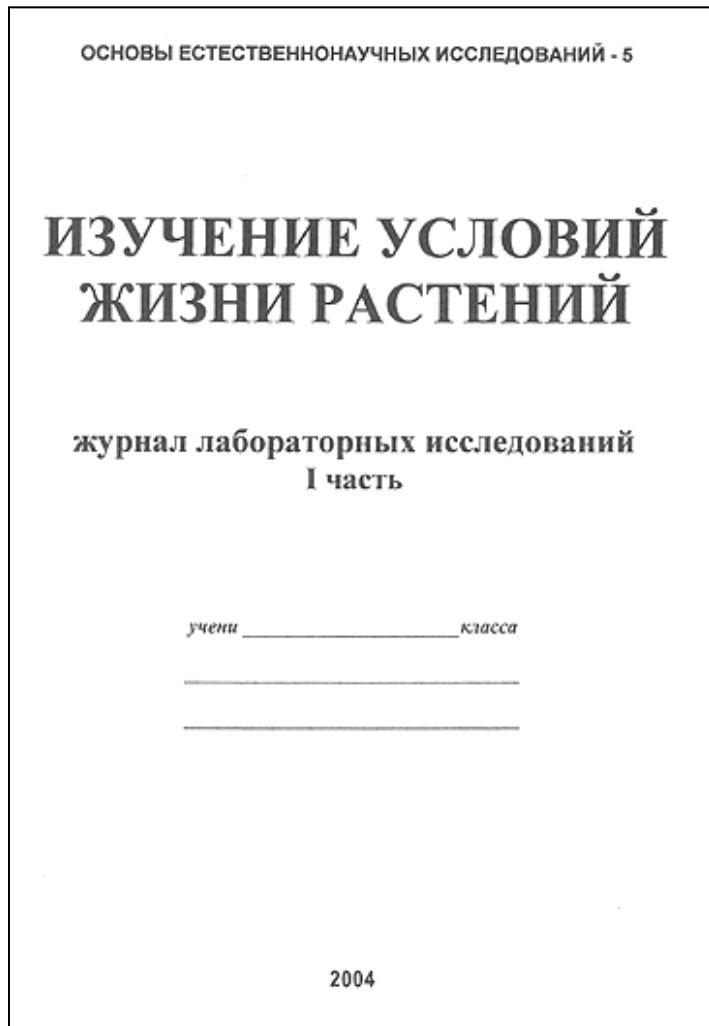 ОСНОВЫ ЕСТЕСТВЕННОНАУЧНЫХ ИССЛЕДОВАНИЙ - 5
ИЗУЧЕНИЕ УСЛОВИЙ
ЖИЗНИ РАСТЕНИЙ
журнал лабораторных исследований
I часть
учени ____________________ класса
2004